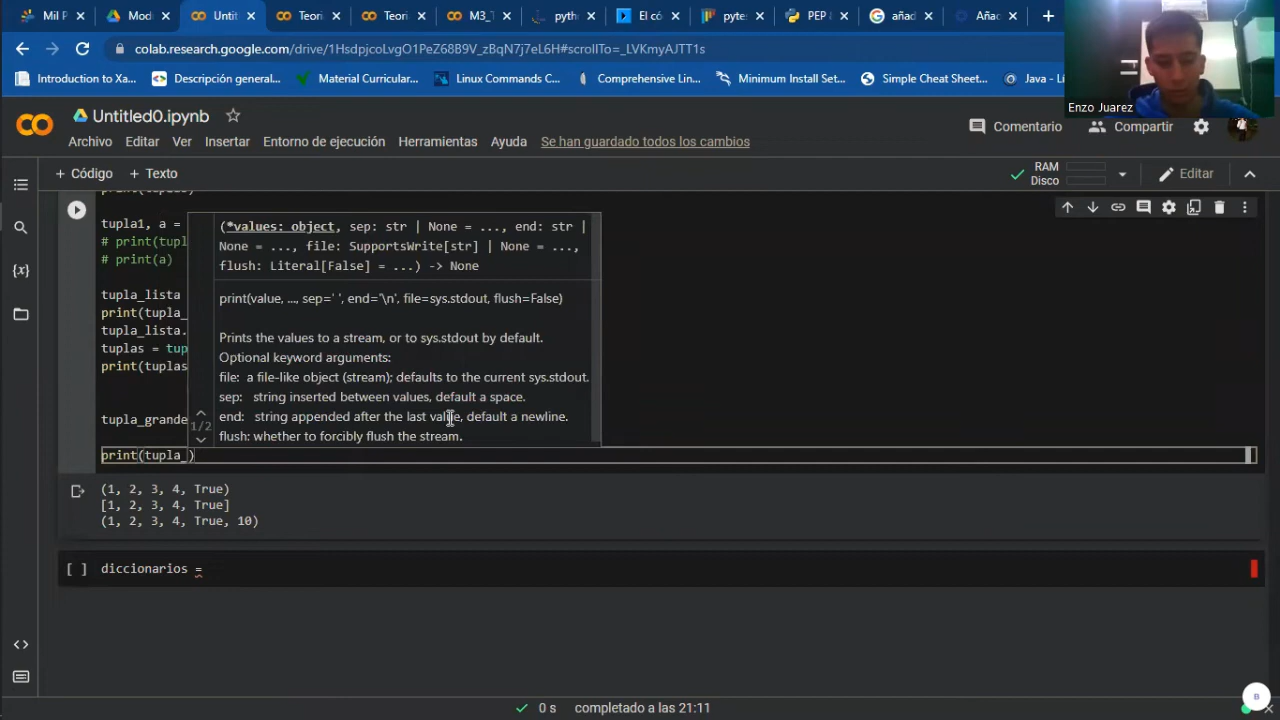 Mil P
Mod
Untit
Teorí
Teorí
M3_T
pyth
El có
pytes
PEP 8
añad
Añac
colab.research.google.com/drive/1HsdpjcoLvgO1PeZ68B9V_zBqN7j7eL6H#scrollTo=_LVKmyAJTT1s
Introduction to Xa...
Descripción general...
Material Curricular...
Linux Commands C...
Comprehensive Lin...
Minimum Install Set...
Simple Cheat Sheet...
Java - L
Enzo Juarez
Untitled0.ipynb
Comentario
Compartir
Archivo Editar Ver Insertar Entorno de ejecución Herramientas Ayuda Se han guardado todos los cambios
+ Código + Texto
RAM
Disco
Editar
tupla1, a =
# print(tupl
# print(a)
tupla_lista
print(tupla_
tupla_lista.
tuplas = tup
print(tuplas
tupla_grande
(*values: object, sep: str | None = ..., end: str |
None = ..., file: SupportsWrite[str] | None = ...,
flush: Literal[False] = ...) -> None
print(value, ..., sep=' ', end='\n', file=sys.stdout, flush=False)
Prints the values to a stream, or to sys.stdout by default.
Optional keyword arguments:
file: a file-like object (stream); defaults to the current sys.stdout.
sep: string inserted between values, default a space.
end: string appended after the last value, default a newline.
flush: whether to forcibly flush the stream.
1/2
print(tupla_)
(1, 2, 3, 4, True)
[1, 2, 3, 4, True]
(1, 2, 3, 4, True, 10)
[ ] diccionarios =
0 s completado a las 21:11
B